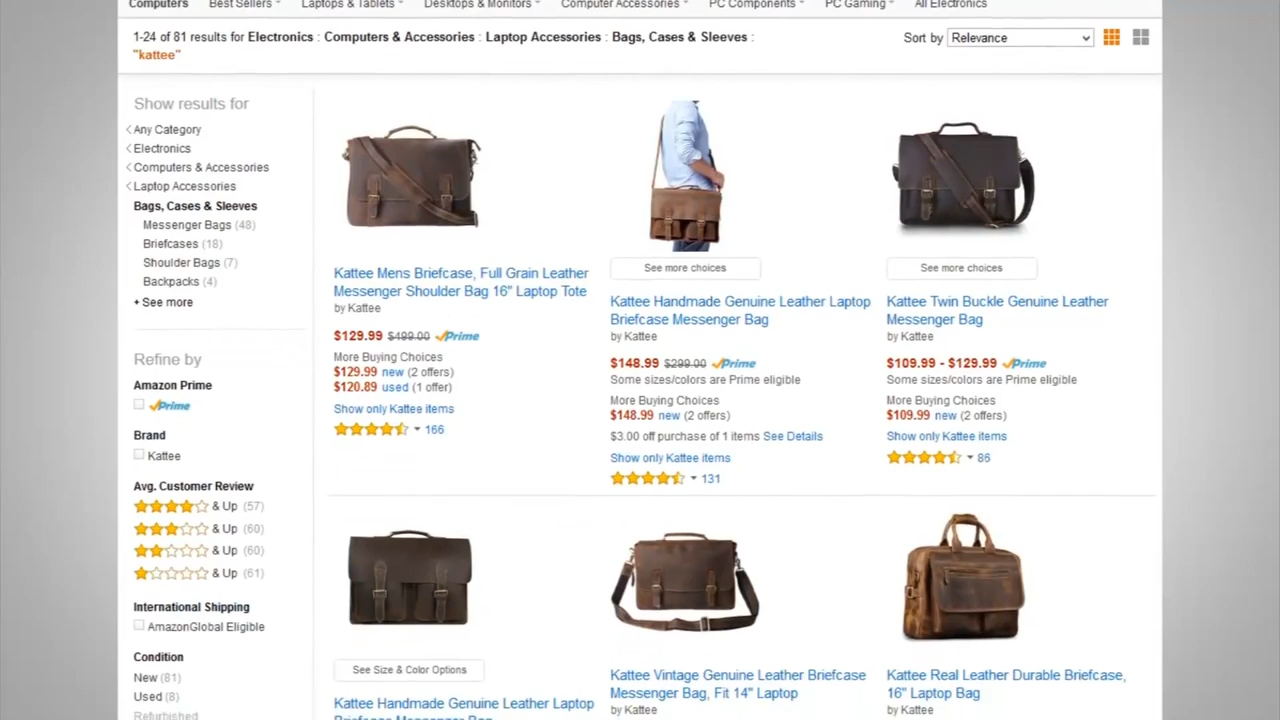 Computers Best Sellers Laptops & Tablets Desktops & Monitors Computer Accessories PC Components PC Gaming All Electronics
1-24 of 81 results for Electronics : Computers & Accessories : Laptop Accessories : Bags, Cases & Sleeves :
"kattee"
Sort by Relevance
Show results for
Any Category
Electronics
Computers & Accessories
Laptop Accessories
Bags, Cases & Sleeves
Messenger Bags (48)
Briefcases (18)
Shoulder Bags (7)
Backpacks (4)
+ See more
Refine by
Amazon Prime
Prime
Brand
Kattee
Avg. Customer Review
& Up (57)
& Up (60)
& Up (60)
& Up (61)
International Shipping
AmazonGlobal Eligible
Condition
New (81)
Used (8)
Refurbished
Kattee Mens Briefcase, Full Grain Leather
Messenger Shoulder Bag 16" Laptop Tote
by Kattee
$129.99 $499.00 Prime
More Buying Choices
$129.99 new (2 offers)
$120.89 used (1 offer)
Show only Kattee items
166
See more choices
Kattee Handmade Genuine Leather Laptop
Briefcase Messenger Bag
by Kattee
$148.99 $299.00 Prime
Some sizes/colors are Prime eligible
More Buying Choices
$148.99 new (2 offers)
$3.00 off purchase of 1 items See Details
Show only Kattee items
131
See more choices
Kattee Twin Buckle Genuine Leather
Messenger Bag
by Kattee
$109.99 - $129.99 Prime
Some sizes/colors are Prime eligible
More Buying Choices
$109.99 new (2 offers)
Show only Kattee items
86
See Size & Color Options
Kattee Handmade Genuine Leather Laptop
Briefcase Messenger Bag
Kattee Vintage Genuine Leather Briefcase
Messenger Bag, Fit 14" Laptop
by Kattee
Kattee Real Leather Durable Briefcase,
16" Laptop Bag
by Kattee